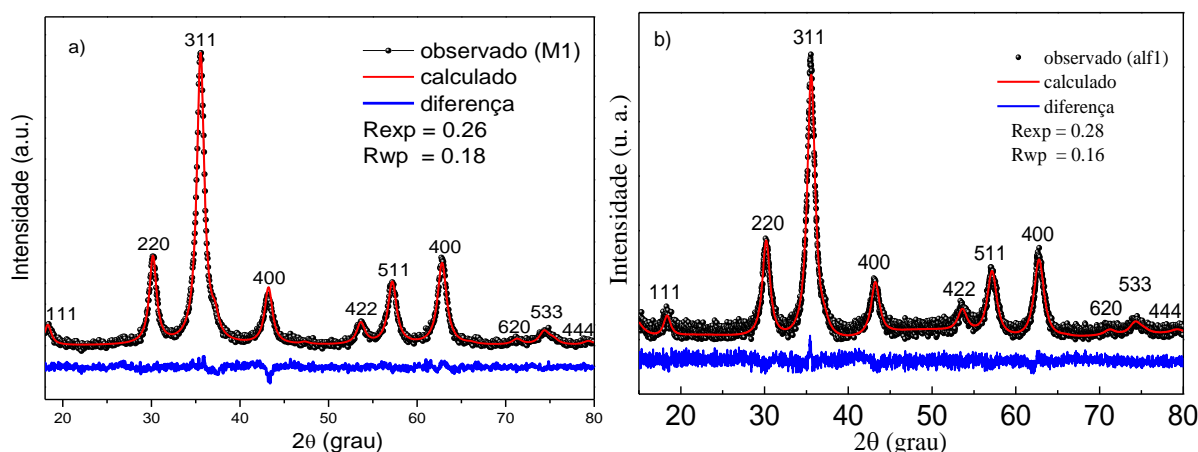 a)
311
observado (M1)
calculado
diferença
Rexp = 0.26
Rwp = 0.18
220
400
511
400
111
422
620
533
444
Intensidade (a.u.)
20 30 40 50 60 70 80
2θ (grau)
b)
311
observado (alf1)
calculado
diferença
Rexp = 0.28
Rwp = 0.16
220
400
511
400
111
422
620
533
444
Intensidade (u. a.)
20 30 40 50 60 70 80
2θ (grau)